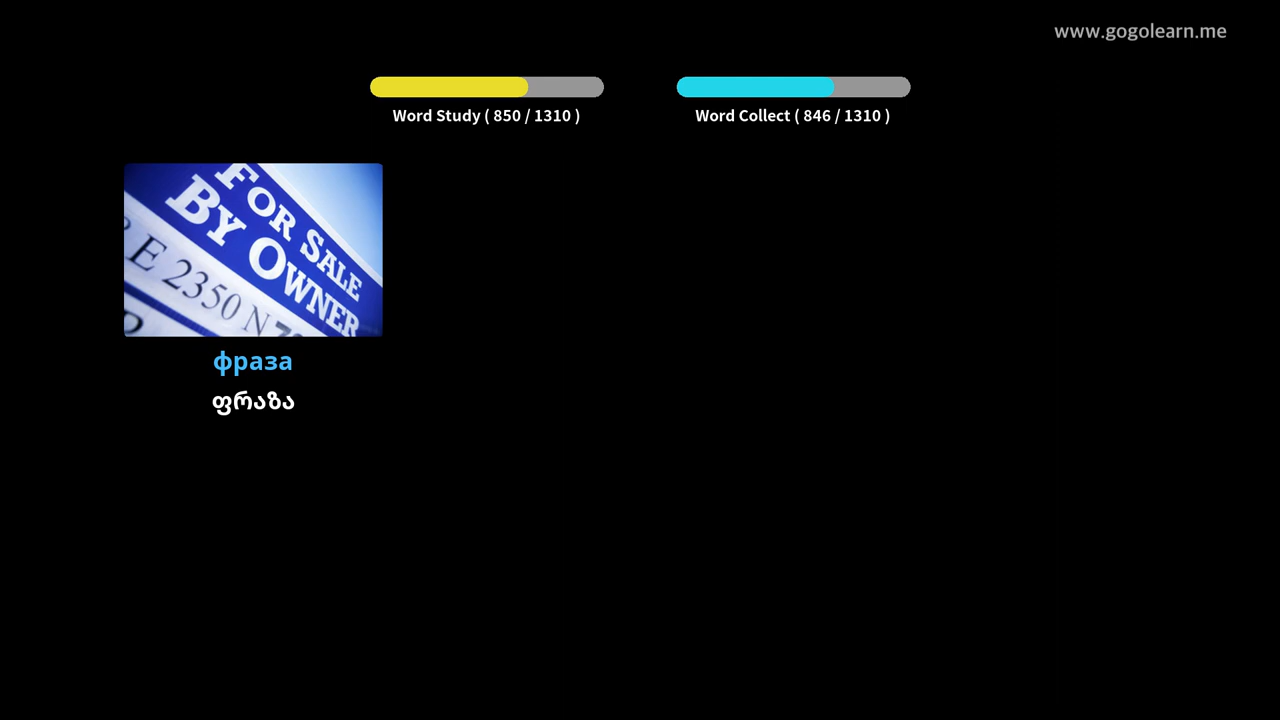 www.gogolearn.me
Word Study ( 850 / 1310 )
Word Collect ( 846 / 1310 )
FOR SALE
BY OWNER
E 2350 N
фраза
ფრაზა